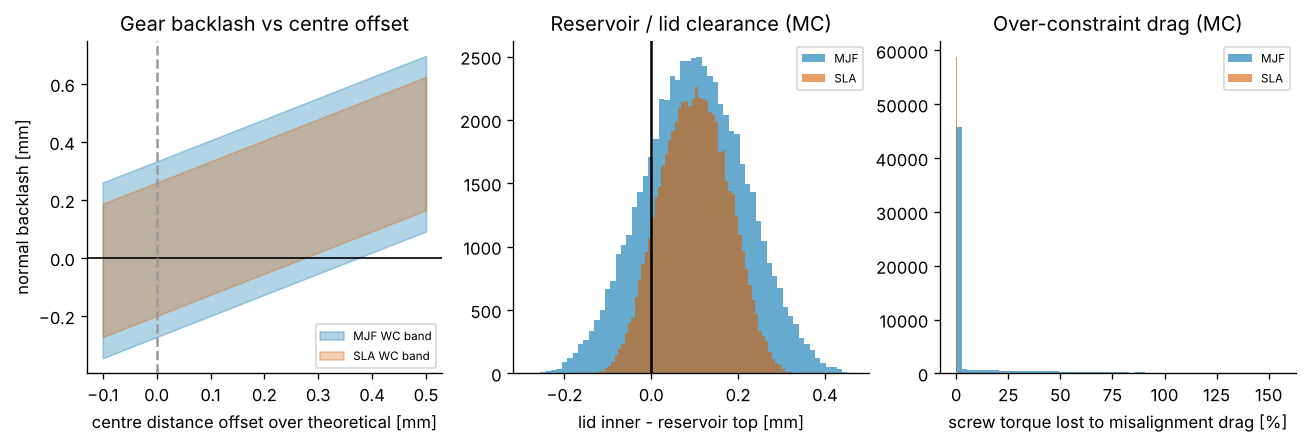 Gear backlash vs centre offset
normal backlash [mm]
0.6
0.4
0.2
0.0
−0.2
MJF WC band
SLA WC band
−0.1 0.0 0.1 0.2 0.3 0.4 0.5
centre distance offset over theoretical [mm]
Reservoir / lid clearance (MC)
2500
2000
1500
1000
500
0
MJF
SLA
−0.2 0.0 0.2 0.4
lid inner - reservoir top [mm]
Over-constraint drag (MC)
60000
50000
40000
30000
20000
10000
0
MJF
SLA
0 25 50 75 100 125 150
screw torque lost to misalignment drag [%]